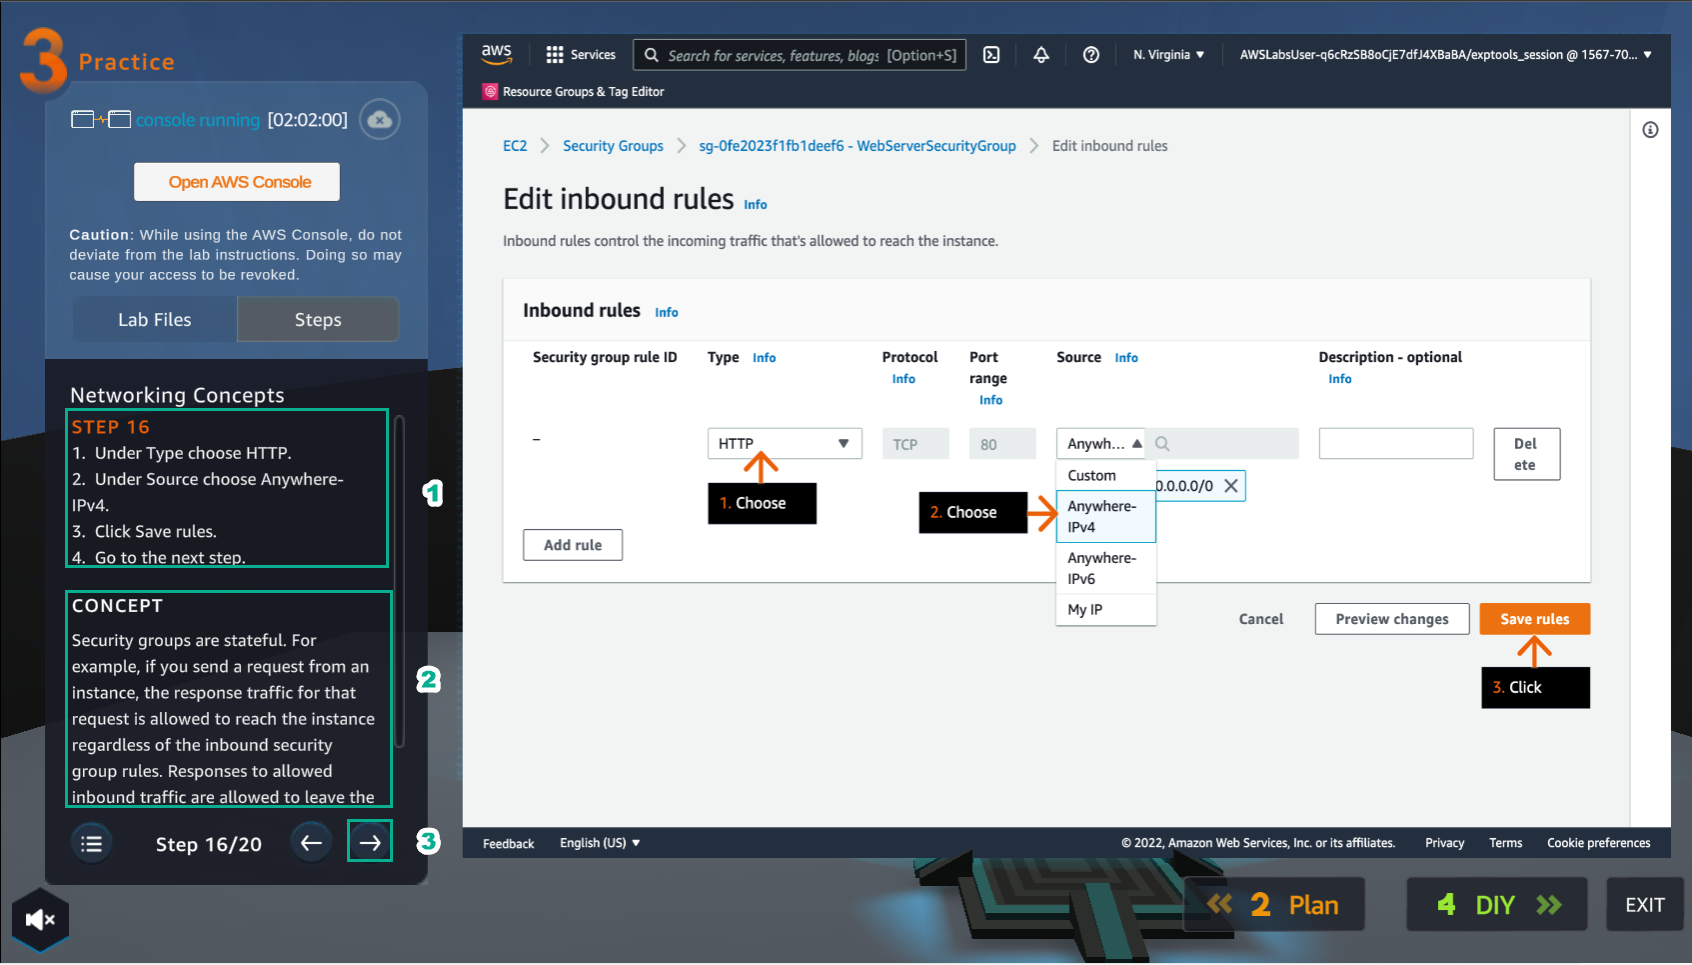 3 Practice
console running [02:02:00]
Open AWS Console
Caution: While using the AWS Console, do not
deviate from the lab instructions. Doing so may
cause your access to be revoked.
Lab Files
Steps
Networking Concepts
STEP 16
1. Under Type choose HTTP.
2. Under Source choose Anywhere-
IPv4.
3. Click Save rules.
4. Go to the next step.
1
CONCEPT
Security groups are stateful. For
example, if you send a request from an
instance, the response traffic for that
request is allowed to reach the instance
regardless of the inbound security
group rules. Responses to allowed
inbound traffic are allowed to leave the
2
Step 16/20
3
aws
Services
Search for services, features, blogs [Option+S]
N. Virginia
AWSLabsUser-q6cRzSB8oCjE7dfJ4XBaBA/exptools_session @ 1567-70...
Resource Groups & Tag Editor
EC2
Security Groups
sg-0fe2023f1fb1deef6 - WebServerSecurityGroup
Edit inbound rules
Edit inbound rules Info
Inbound rules control the incoming traffic that's allowed to reach the instance.
Inbound rules Info
Security group rule ID
Type Info
Protocol
Info
Port
range
Info
Source Info
Description - optional
Info
–
HTTP
TCP
80
Anywh...
Del
ete
Custom
Anywhere-
IPv4
Anywhere-
IPv6
My IP
0.0.0.0/0
1. Choose
2. Choose
Add rule
Cancel
Preview changes
Save rules
3. Click
Feedback
English (US)
© 2022, Amazon Web Services, Inc. or its affiliates.
Privacy
Terms
Cookie preferences
2 Plan
4 DIY
EXIT